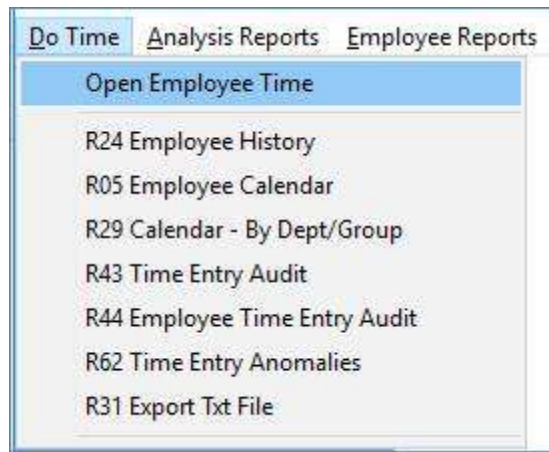 Do Time Analysis Reports Employee Reports
Open Employee Time
R24 Employee History
R05 Employee Calendar
R29 Calendar - By Dept/Group
R43 Time Entry Audit
R44 Employee Time Entry Audit
R62 Time Entry Anomalies
R31 Export Txt File